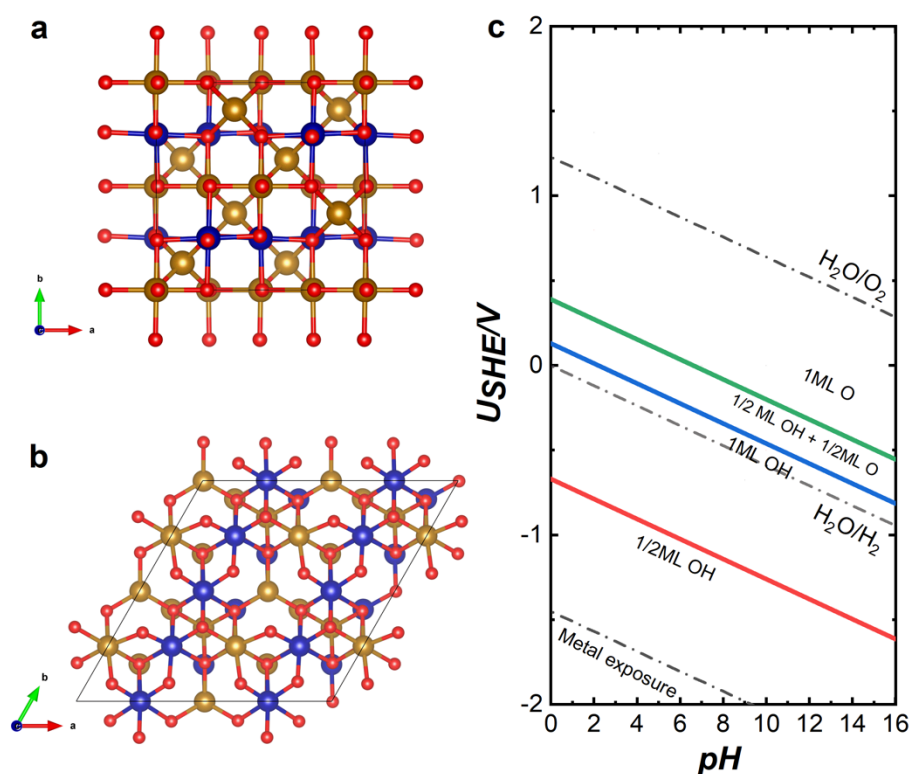 a
b
a
b
b
a
c
USHE/V
2
1
0
-1
-2
H₂O/O₂
1ML O
1/2 ML OH + 1/2ML O
1ML OH
H₂O/H₂
1/2ML OH
Metal exposure
0 2 4 6 8 10 12 14 16
pH